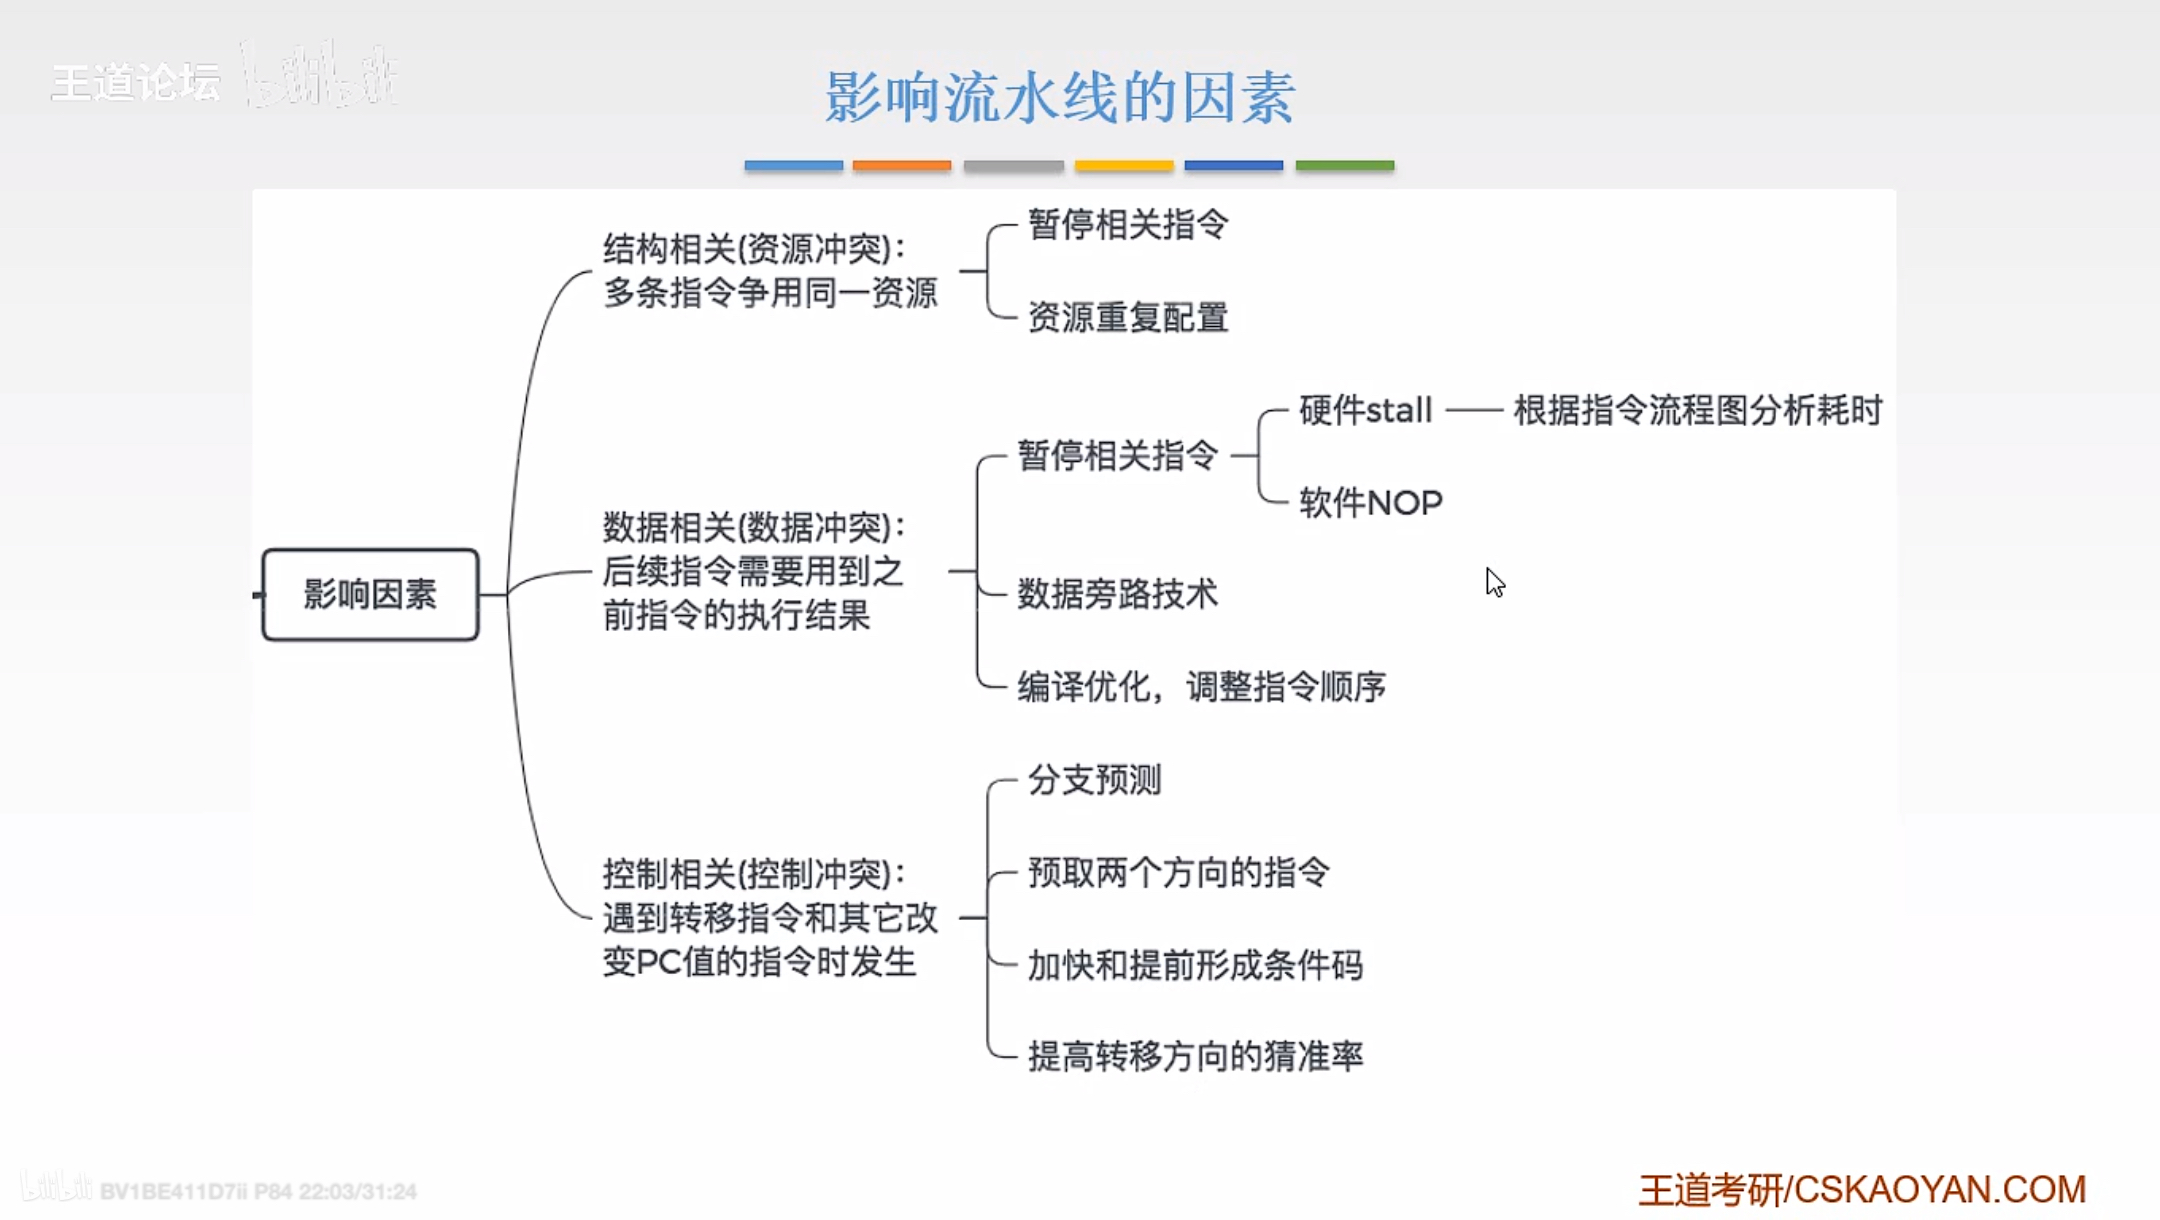 王道论坛 bilibili
影响流水线的因素
影响因素
结构相关(资源冲突)：
多条指令争用同一资源
暂停相关指令
资源重复配置
数据相关(数据冲突)：
后续指令需要用到之
前指令的执行结果
暂停相关指令
硬件stall
根据指令流程图分析耗时
软件NOP
数据旁路技术
编译优化，调整指令顺序
控制相关(控制冲突)：
遇到转移指令和其它改
变PC值的指令时发生
分支预测
预取两个方向的指令
加快和提前形成条件码
提高转移方向的猜准率
bilibili BV1BE411D7ii P84 22:03/31:24
王道考研/CSKAOYAN.COM